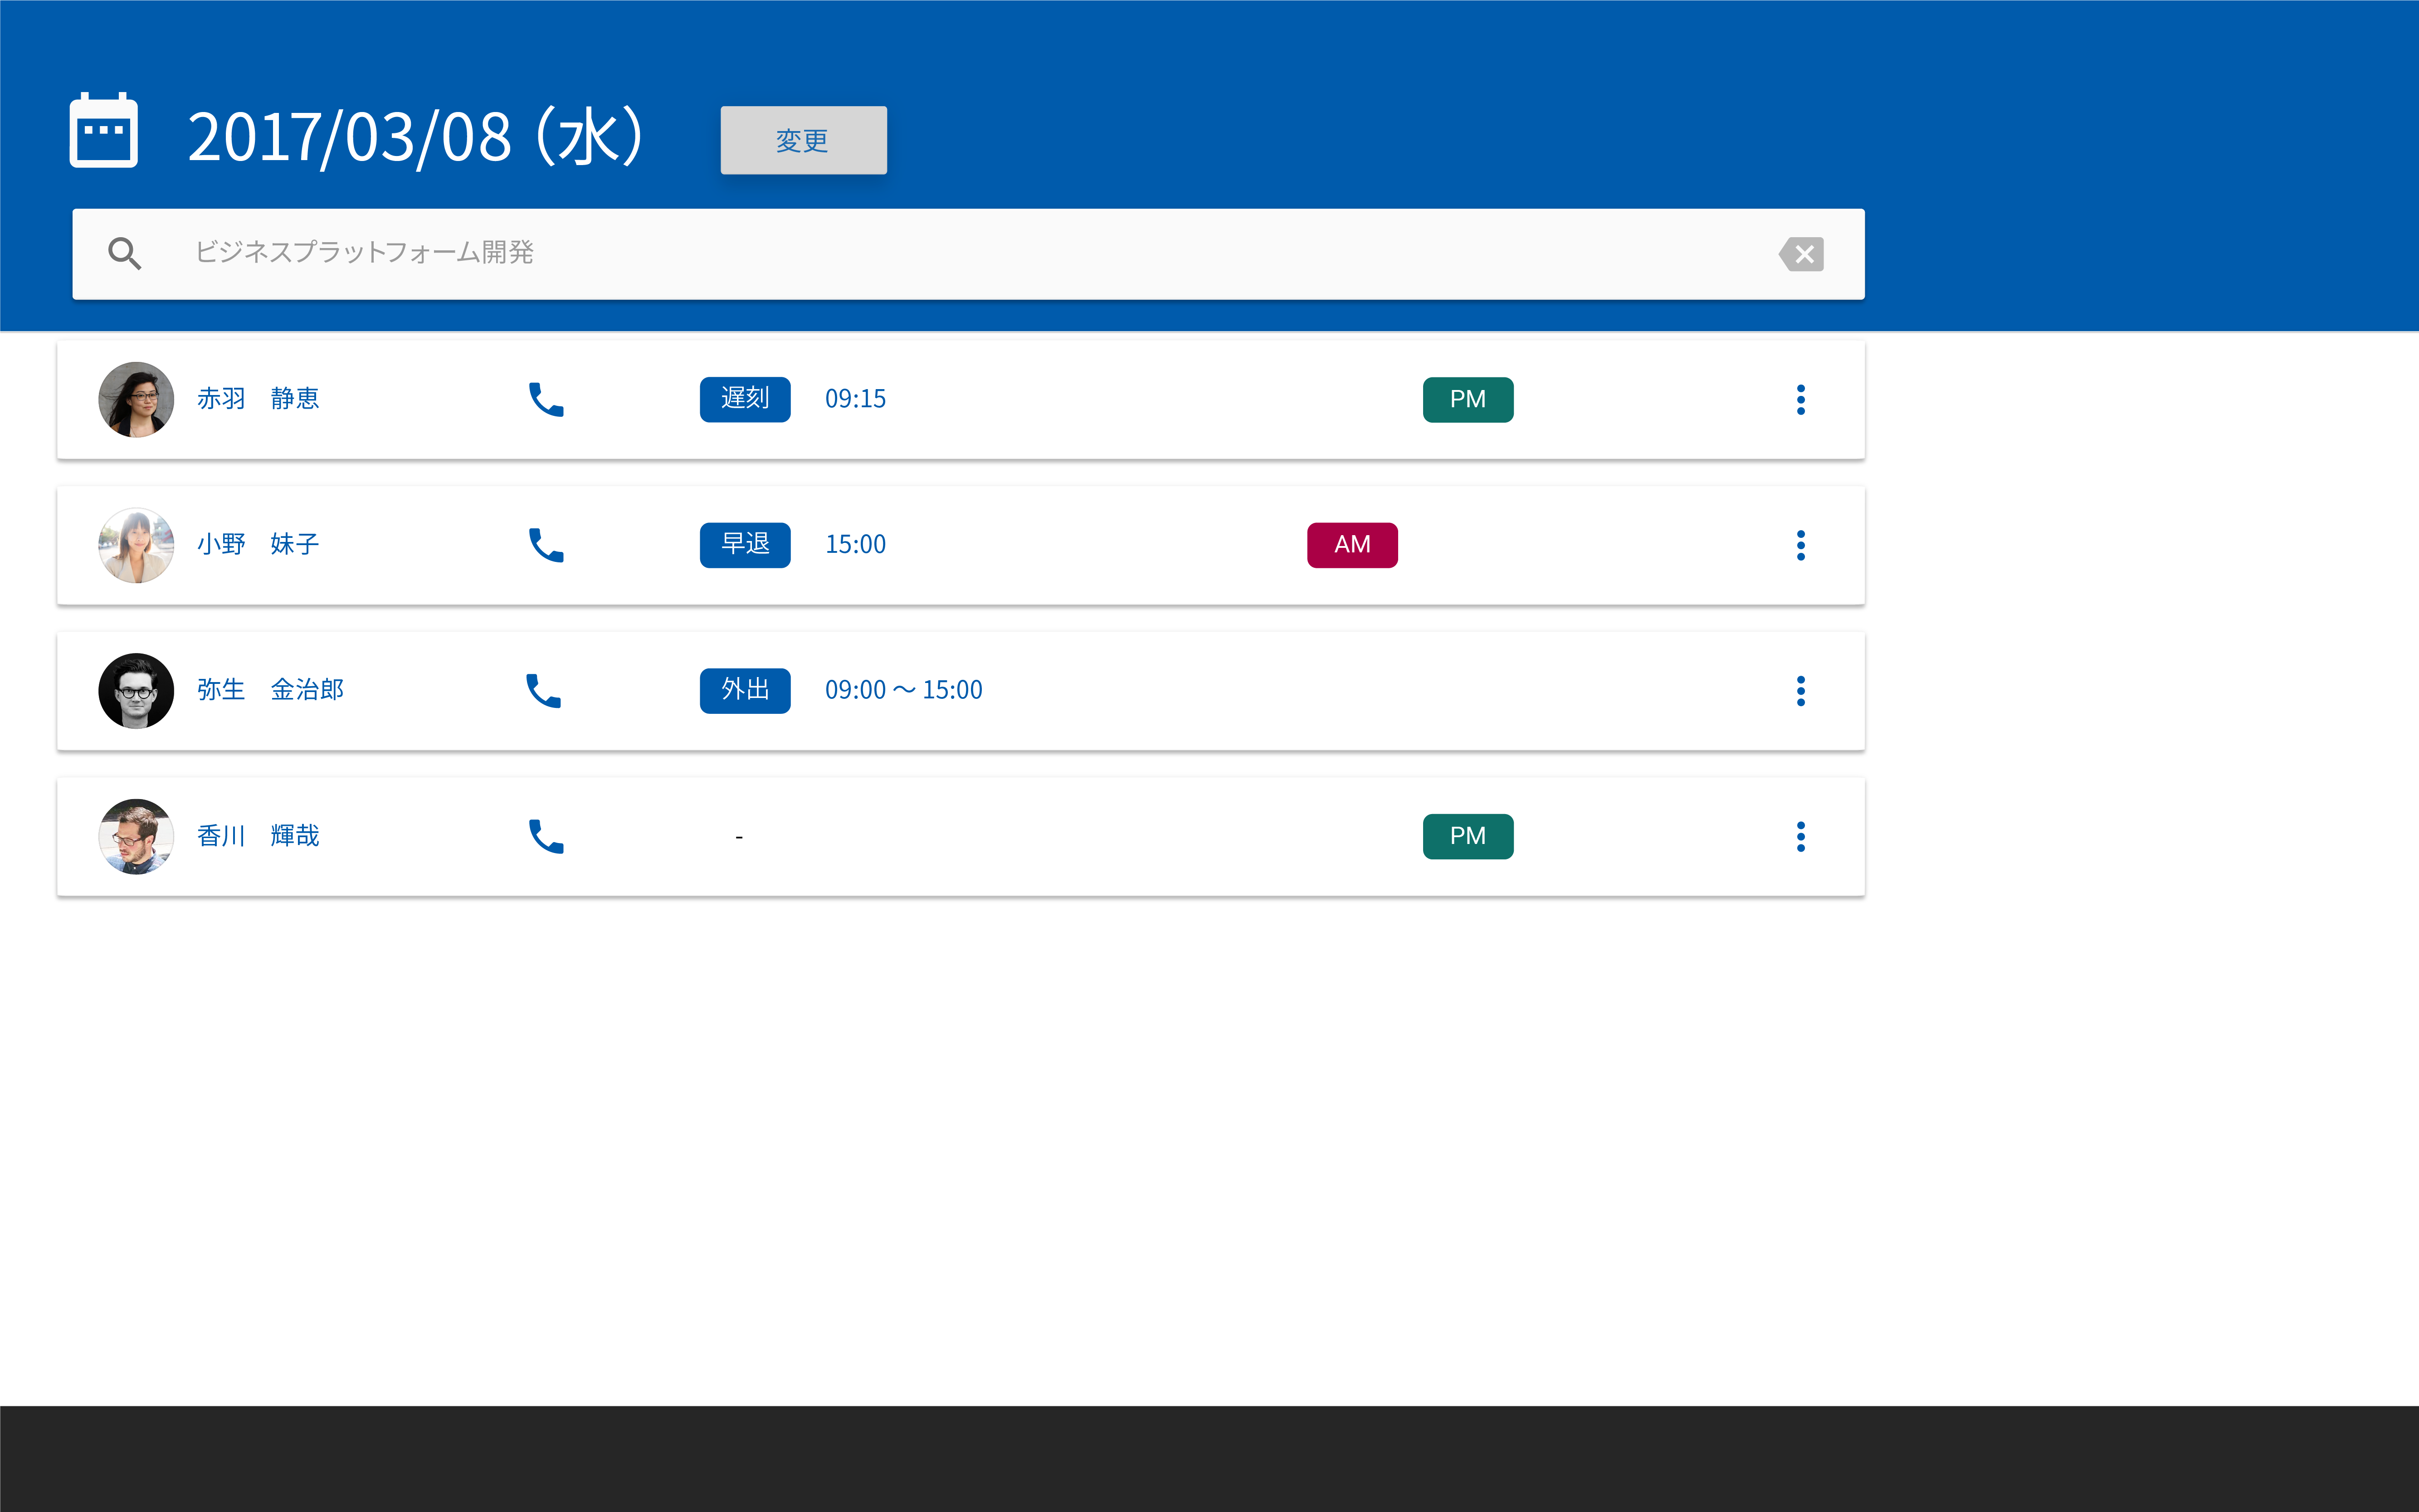 2017/03/08（水）
変更
ビジネスプラットフォーム開発
赤羽　静恵 遅刻 09:15 PM
小野　妹子 早退 15:00 AM
弥生　金治郎 外出 09:00 〜 15:00
香川　輝哉 - PM